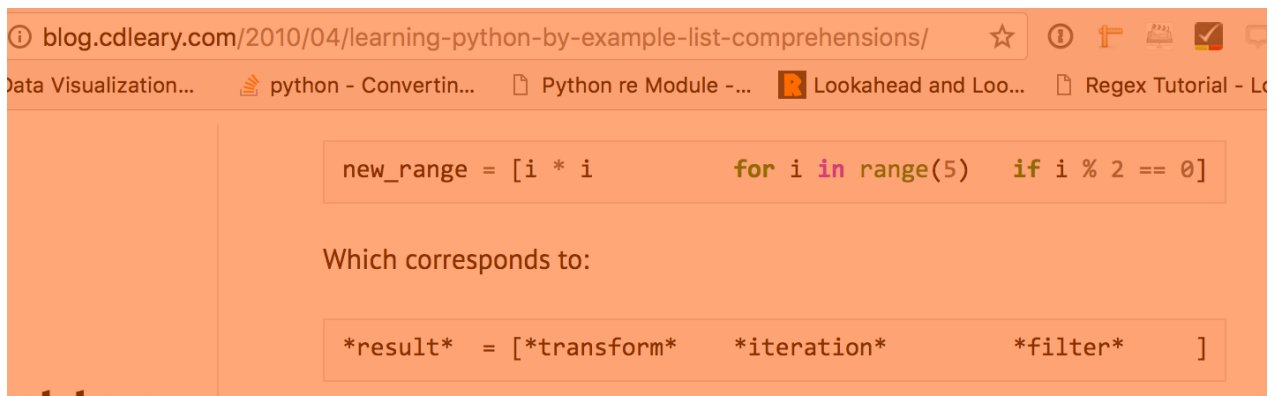 blog.cdleary.com/2010/04/learning-python-by-example-list-comprehensions/
Data Visualization... python - Convertin... Python re Module -... Lookahead and Loo... Regex Tutorial - Lo
new_range = [i * i for i in range(5) if i % 2 == 0]
Which corresponds to:
*result* = [*transform* *iteration* *filter* ]